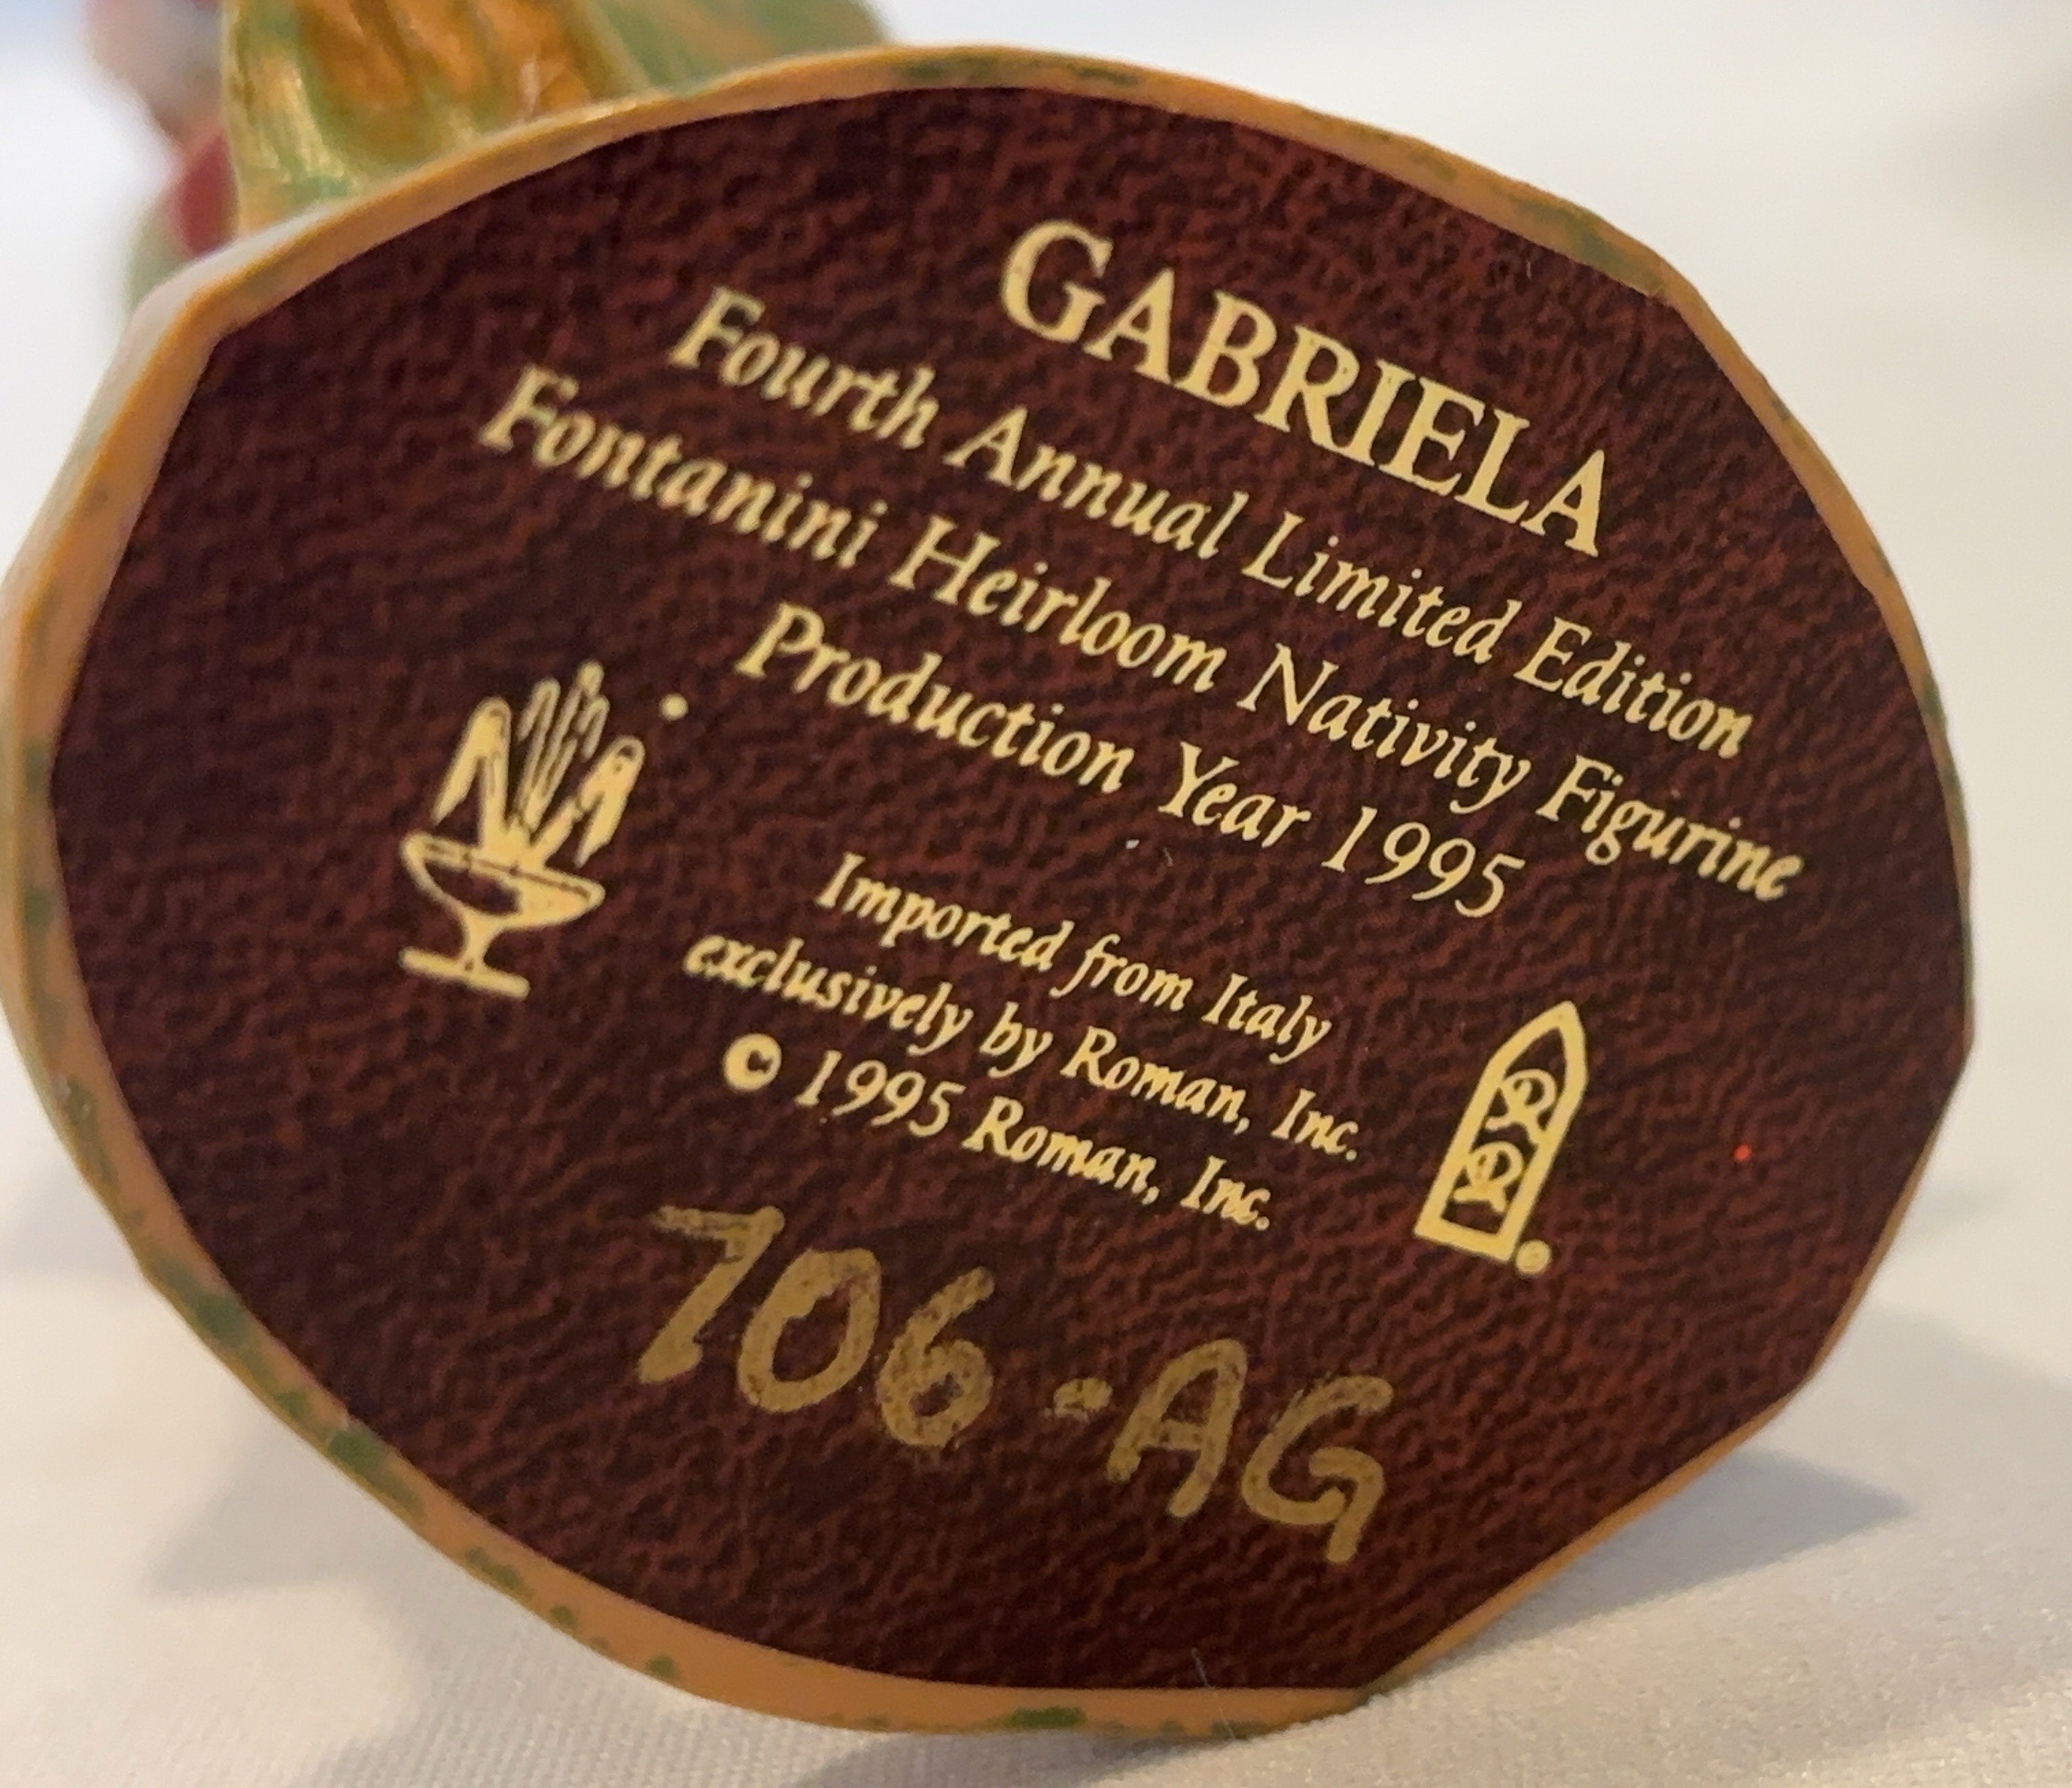 GABRIELA
Fourth Annual Limited Edition
Fontanini Heirloom Nativity Figurine
Production Year 1995
Imported from Italy
exclusively by Roman, Inc.
© 1995 Roman, Inc.
706-AG